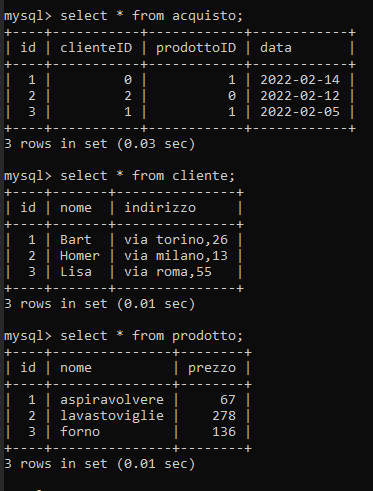 mysql> select * from acquisto;
+----+-----------+------------+------------+
| id | clienteID | prodottoID | data       |
+----+-----------+------------+------------+
|  1 |         0 |          1 | 2022-02-14 |
|  2 |         2 |          0 | 2022-02-12 |
|  3 |         1 |          1 | 2022-02-05 |
+----+-----------+------------+------------+
3 rows in set (0.03 sec)

mysql> select * from cliente;
+----+-------+---------------+
| id | nome  | indirizzo     |
+----+-------+---------------+
|  1 | Bart  | via torino,26 |
|  2 | Homer | via milano,13 |
|  3 | Lisa  | via roma,55   |
+----+-------+---------------+
3 rows in set (0.01 sec)

mysql> select * from prodotto;
+----+---------------+--------+
| id | nome          | prezzo |
+----+---------------+--------+
|  1 | aspiravolvere |     67 |
|  2 | lavastoviglie |    278 |
|  3 | forno         |    136 |
+----+---------------+--------+
3 rows in set (0.01 sec)